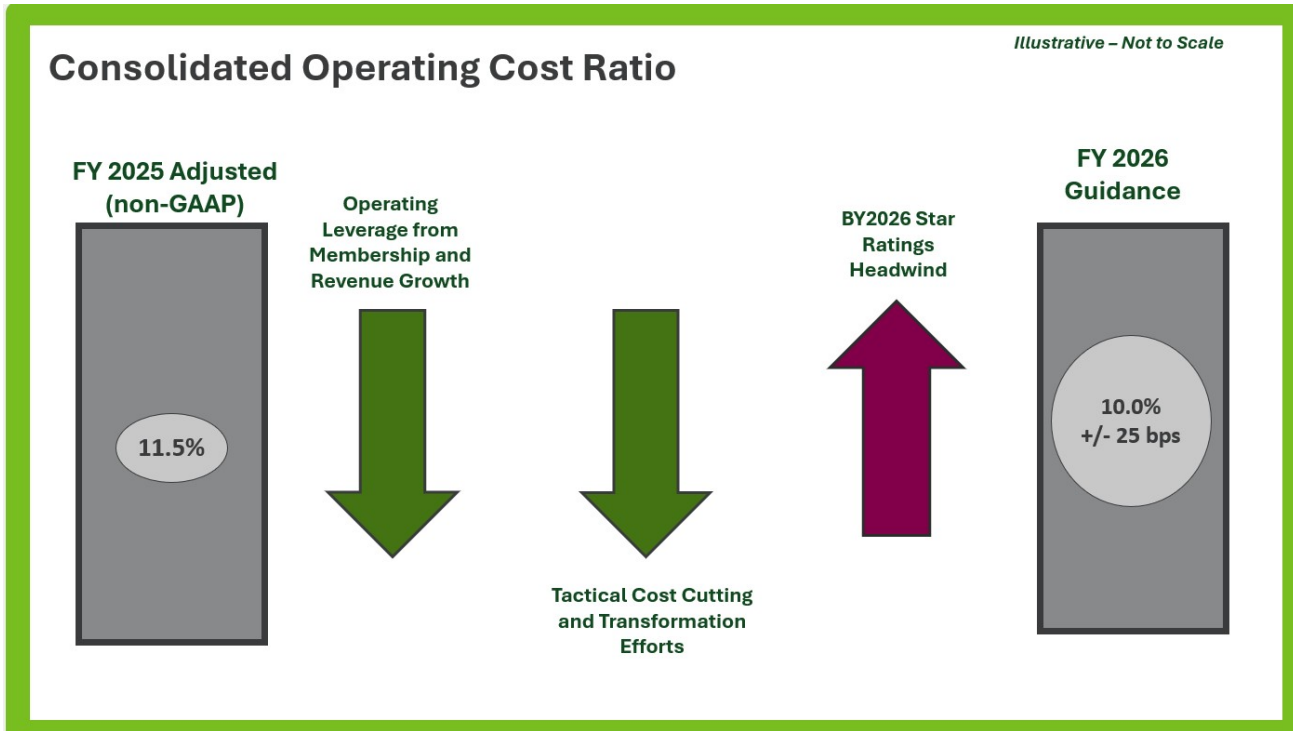 Illustrative – Not to Scale
Consolidated Operating Cost Ratio
FY 2025 Adjusted
(non-GAAP)
11.5%
Operating
Leverage from
Membership and
Revenue Growth
Tactical Cost Cutting
and Transformation
Efforts
BY2026 Star
Ratings
Headwind
FY 2026
Guidance
10.0%
+/- 25 bps